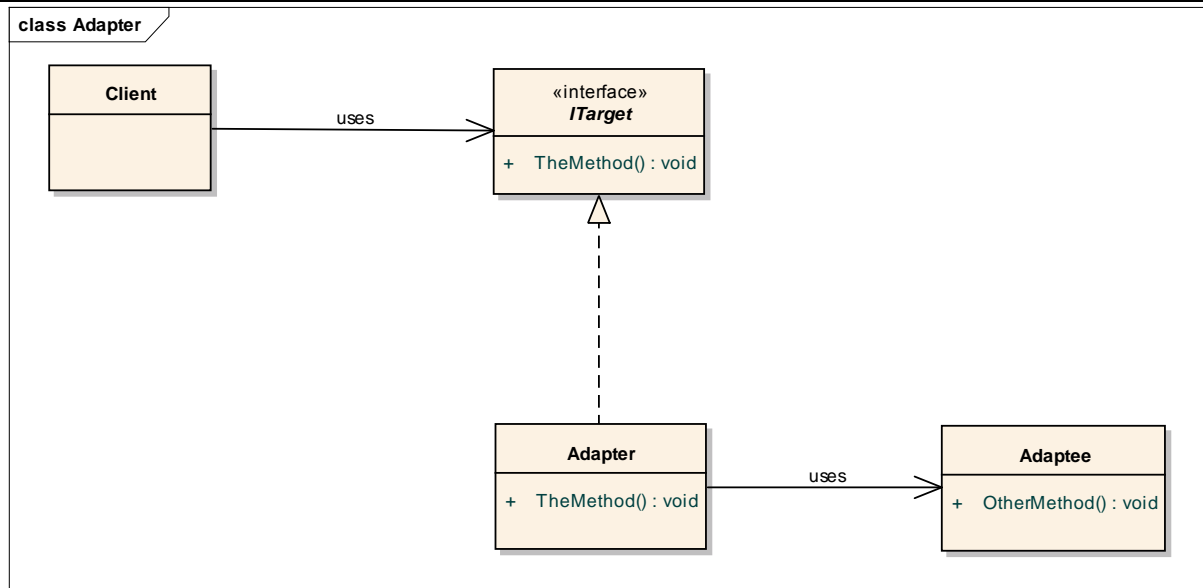 class Adapter
Client
uses
«interface»
ITarget
+ TheMethod() : void
Adapter
+ TheMethod() : void
uses
Adaptee
+ OtherMethod() : void